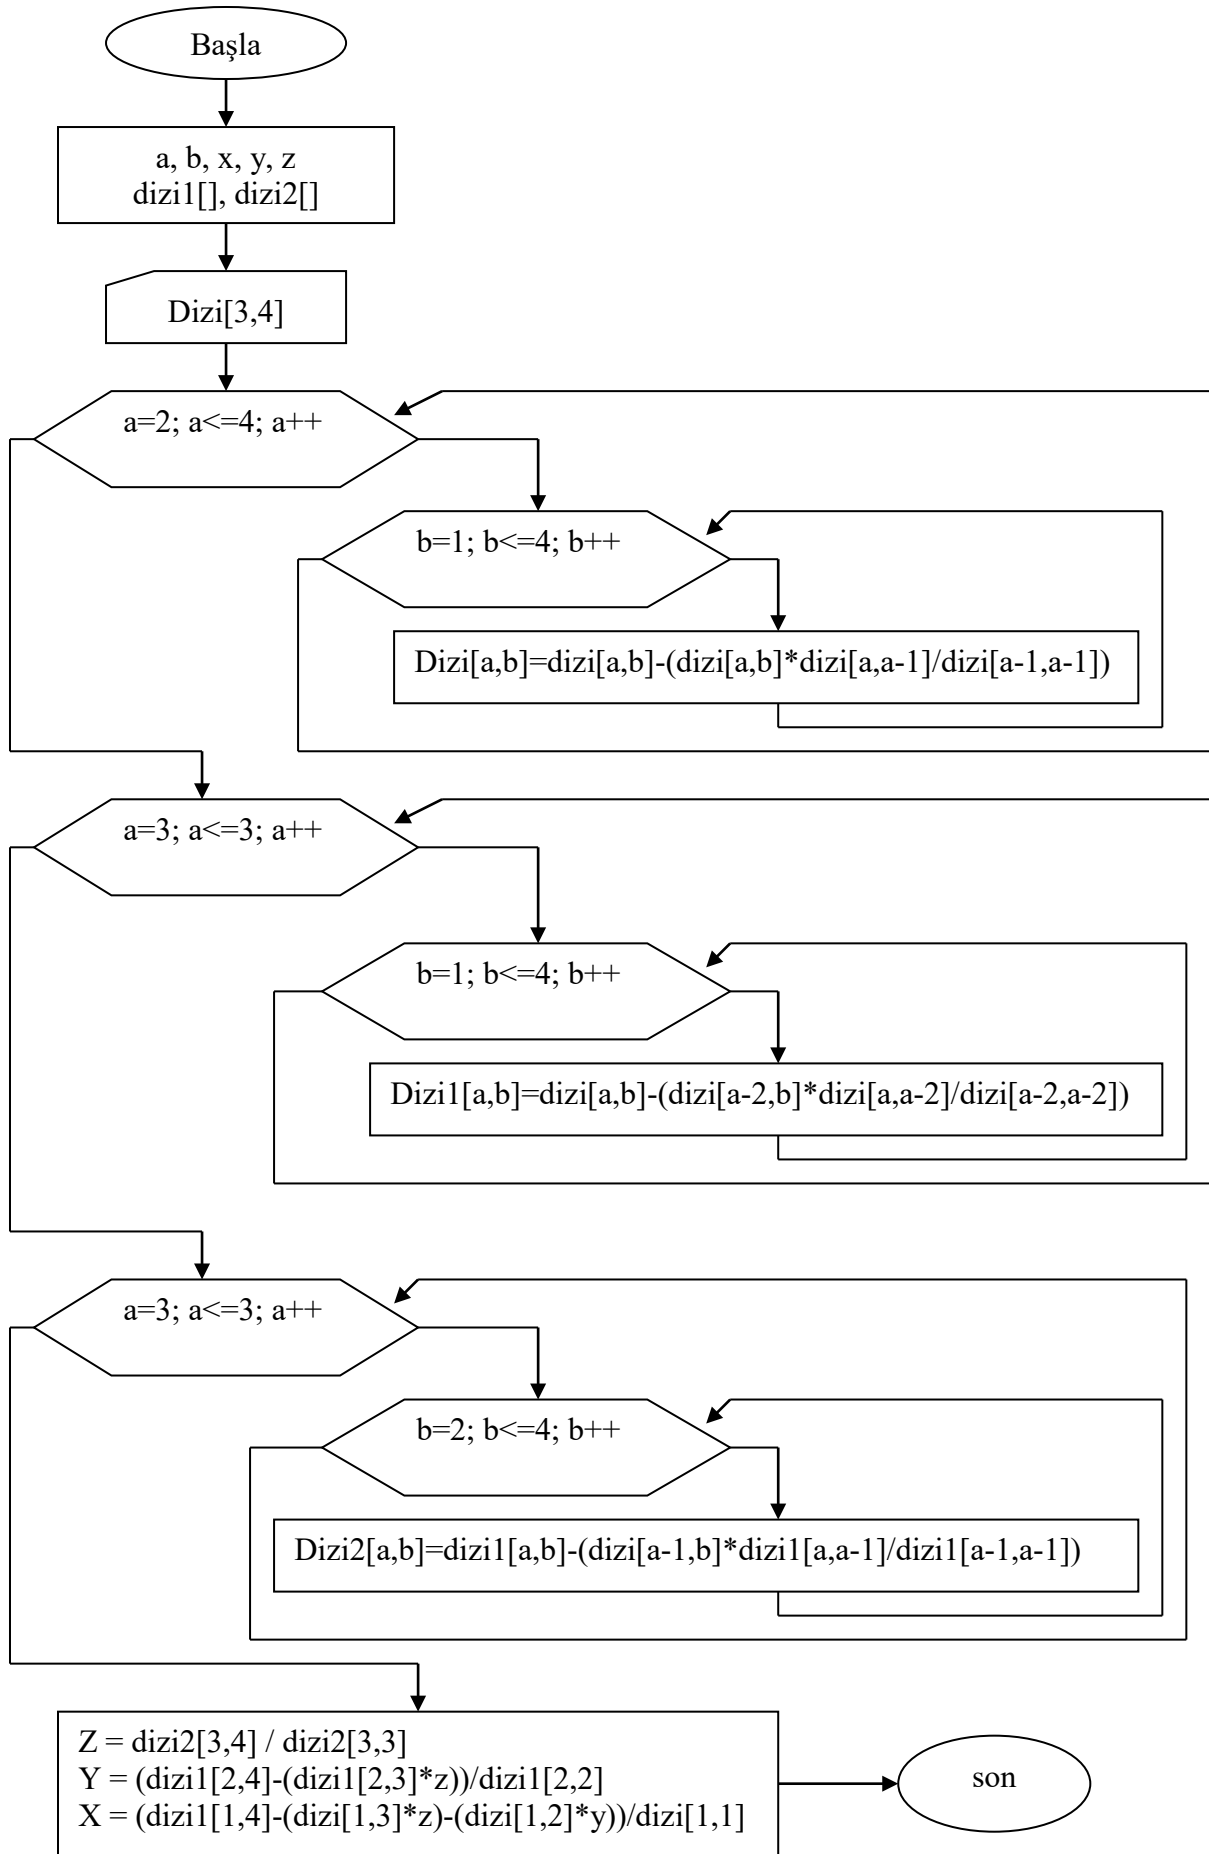 Başla
a, b, x, y, z
dizi1[], dizi2[]
Dizi[3,4]
a=2; a<=4; a++
b=1; b<=4; b++
Dizi[a,b]=dizi[a,b]-(dizi[a,b]*dizi[a,a-1]/dizi[a-1,a-1])
a=3; a<=3; a++
b=1; b<=4; b++
Dizi1[a,b]=dizi[a,b]-(dizi[a-2,b]*dizi[a,a-2]/dizi[a-2,a-2])
a=3; a<=3; a++
b=2; b<=4; b++
Dizi2[a,b]=dizi1[a,b]-(dizi[a-1,b]*dizi1[a,a-1]/dizi1[a-1,a-1])
Z = dizi2[3,4] / dizi2[3,3]
Y = (dizi1[2,4]-(dizi1[2,3]*z))/dizi1[2,2]
X = (dizi1[1,4]-(dizi[1,3]*z)-(dizi[1,2]*y))/dizi[1,1]
son